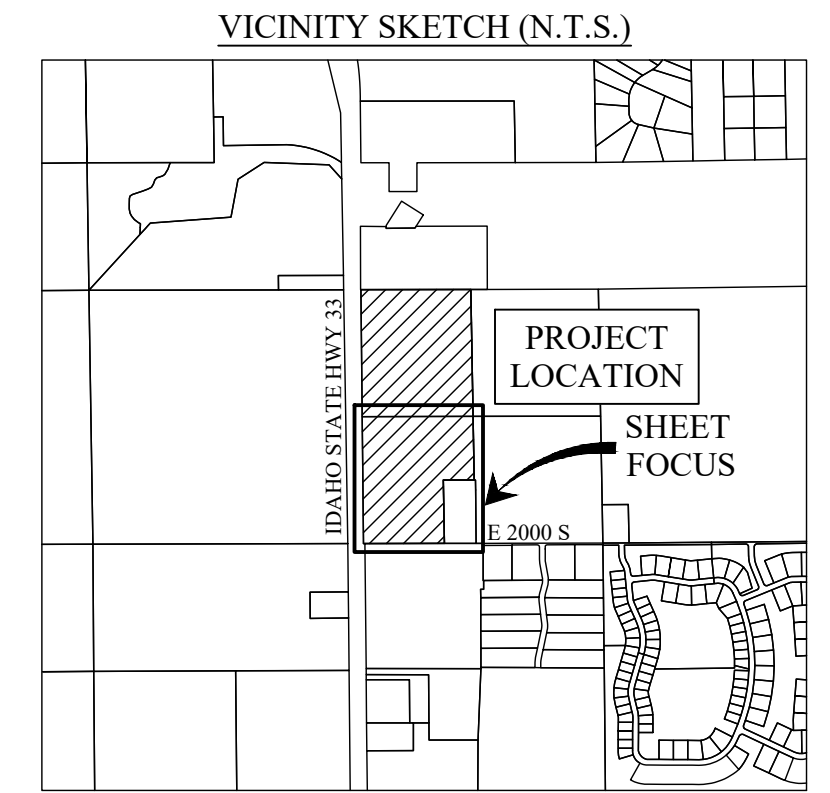 VICINITY SKETCH (N.T.S.)
IDAHO STATE HWY 33
PROJECT
LOCATION
SHEET
FOCUS
E 2000 S